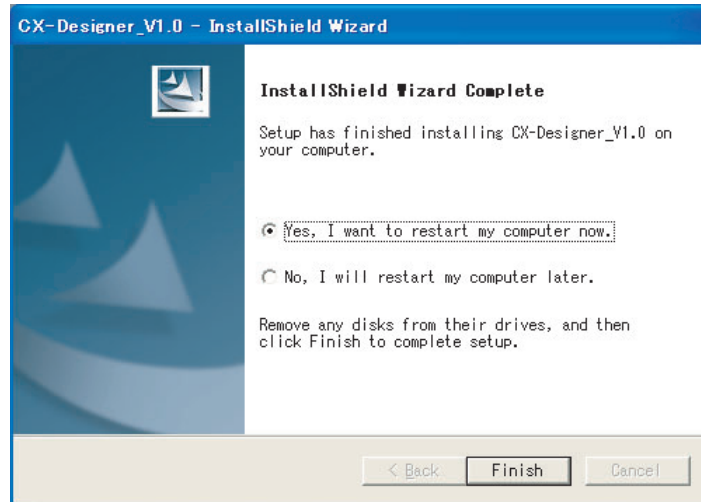 CX-Designer_V1.0 - InstallShield Wizard
InstallShield Wizard Complete
Setup has finished installing CX-Designer_V1.0 on
your computer.
Yes, I want to restart my computer now.
No, I will restart my computer later.
Remove any disks from their drives, and then
click Finish to complete setup.
< Back
Finish
Cancel